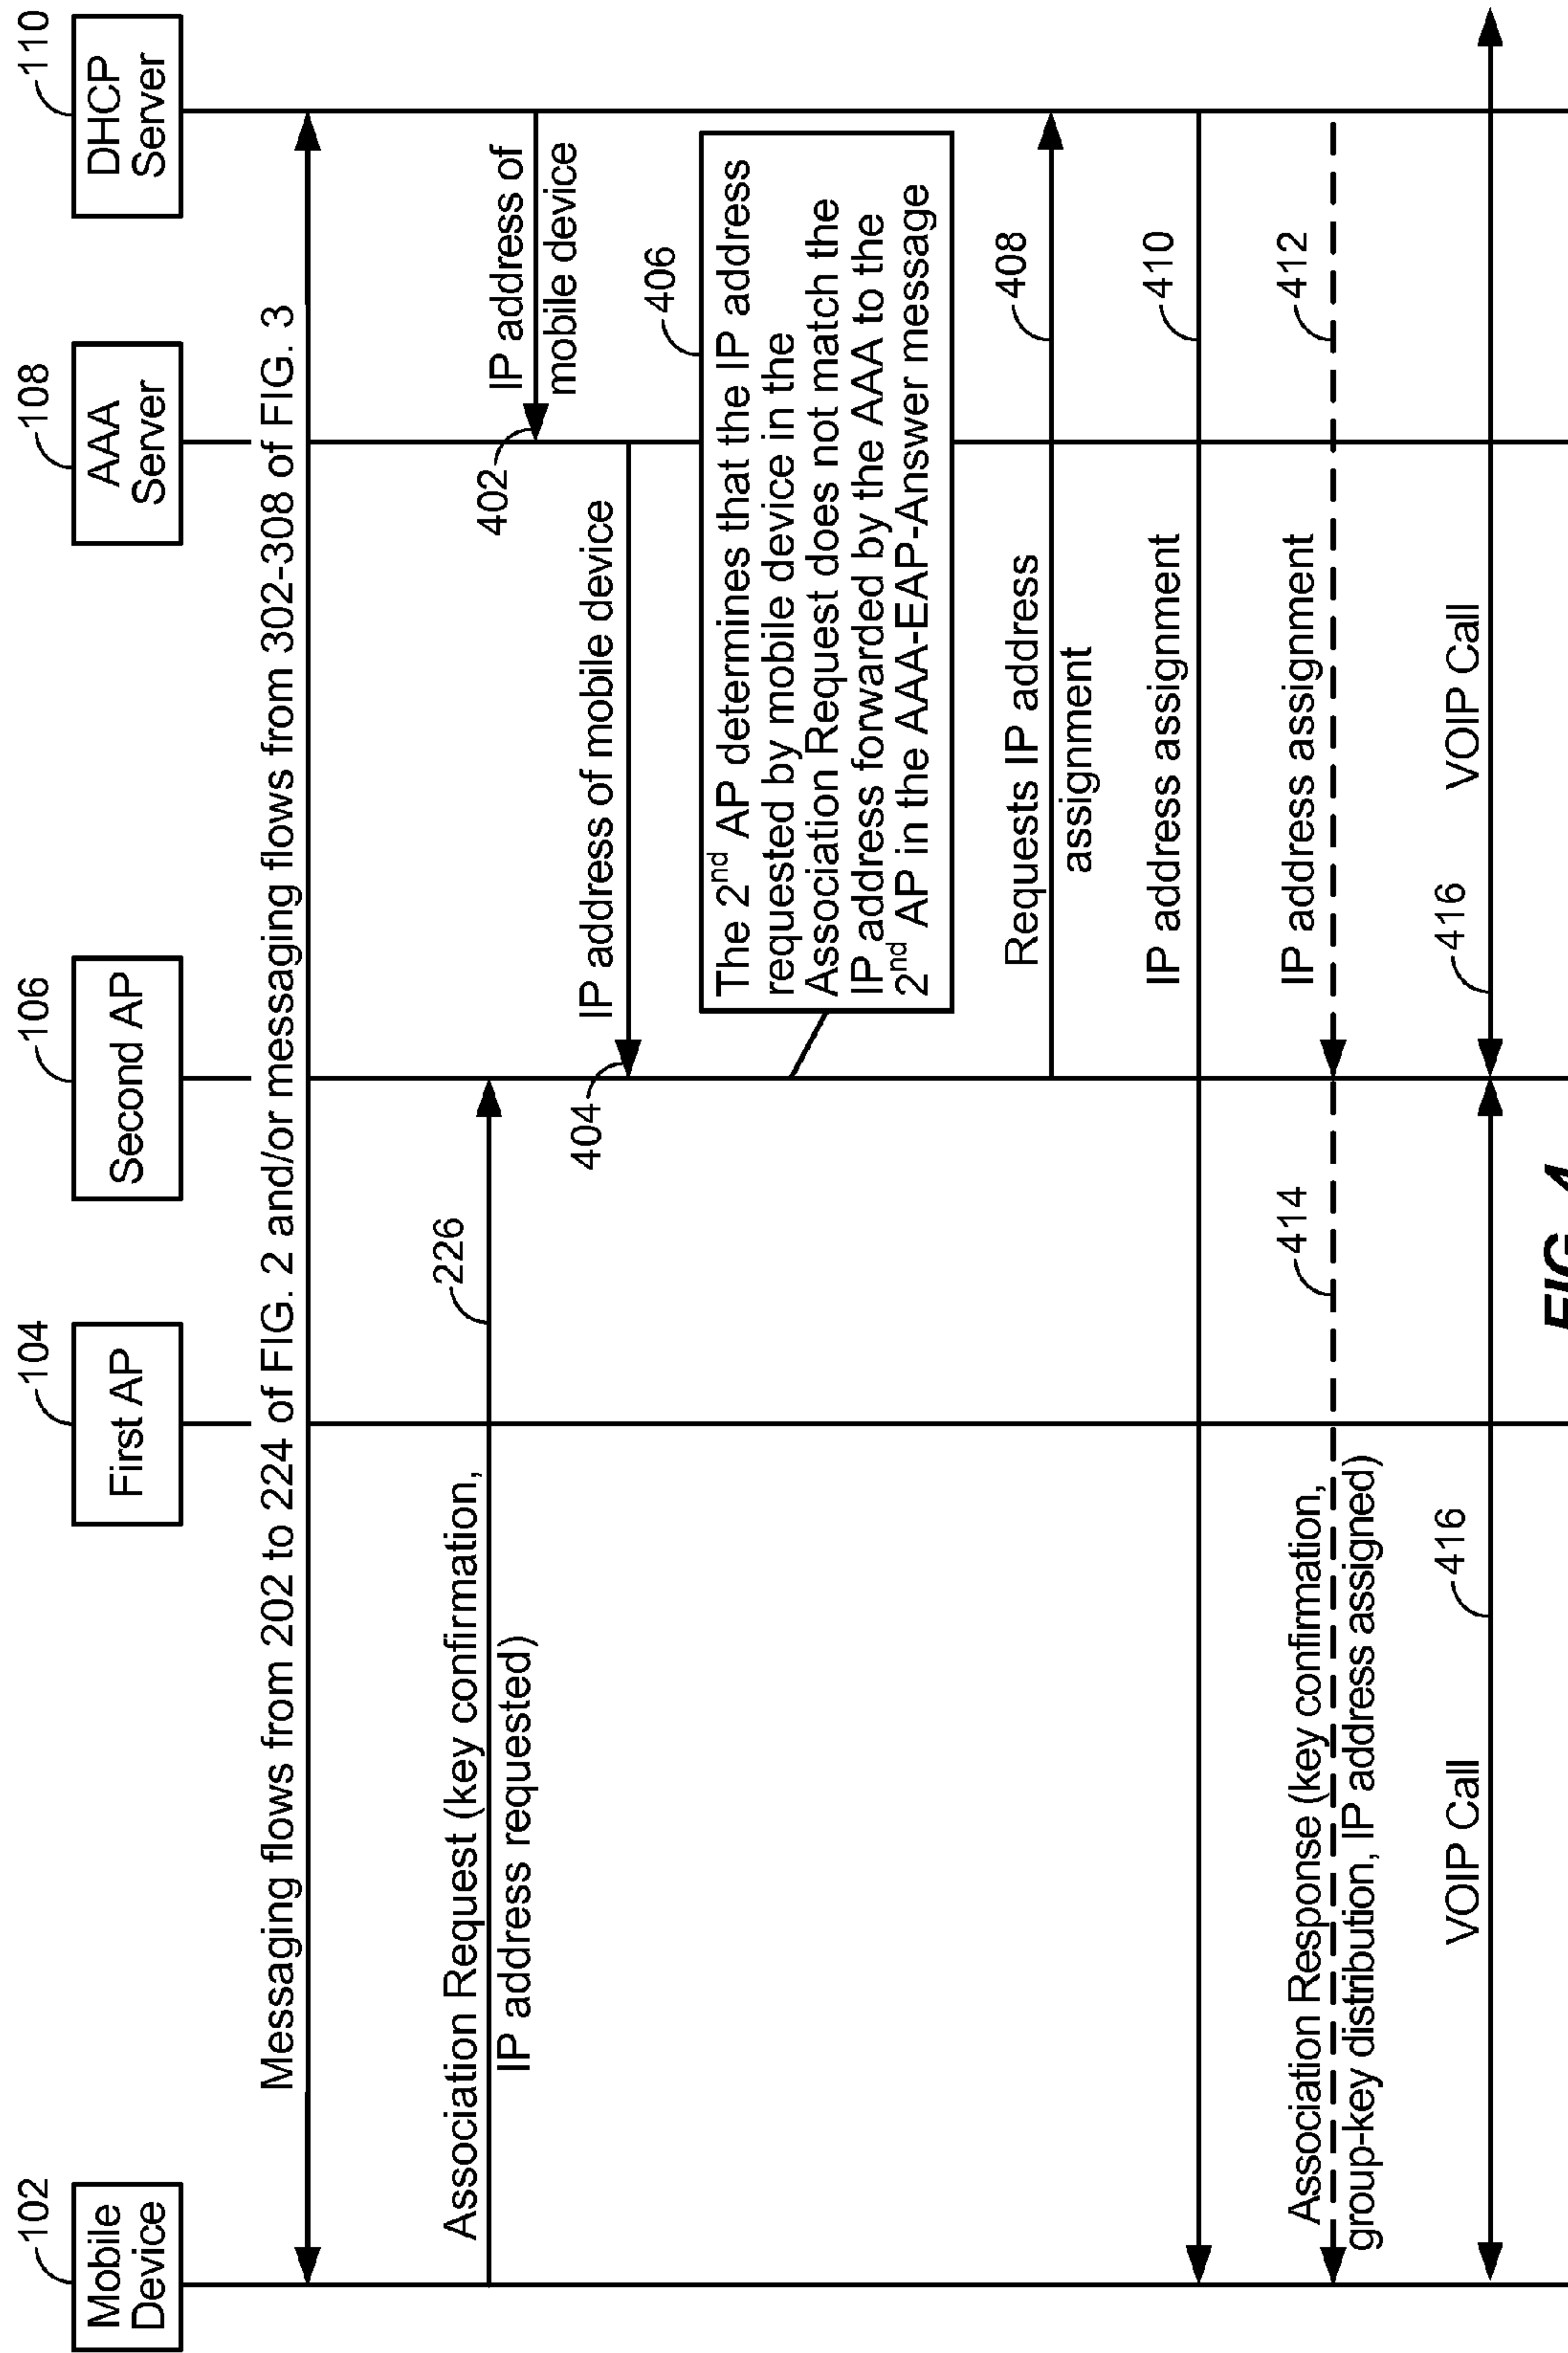 102
Mobile
Device
104
First AP
106
Second AP
108
AAA
Server
110
DHCP
Server
Messaging flows from 202 to 224 of FIG. 2 and/or messaging flows from 302-308 of FIG. 3
Association Request (key confirmation,
IP address requested)
226
IP address of
mobile device
402
IP address of mobile device
404
406
The 2nd AP determines that the IP address
requested by mobile device in the
Association Request does not match the
IP address forwarded by the AAA to the
2nd AP in the AAA-EAP-Answer message
Requests IP address
assignment
408
IP address assignment
410
IP address assignment
412
Association Response (key confirmation,
group-key distribution, IP address assigned)
414
VOIP Call
416
416
VOIP Call
FIG. 4